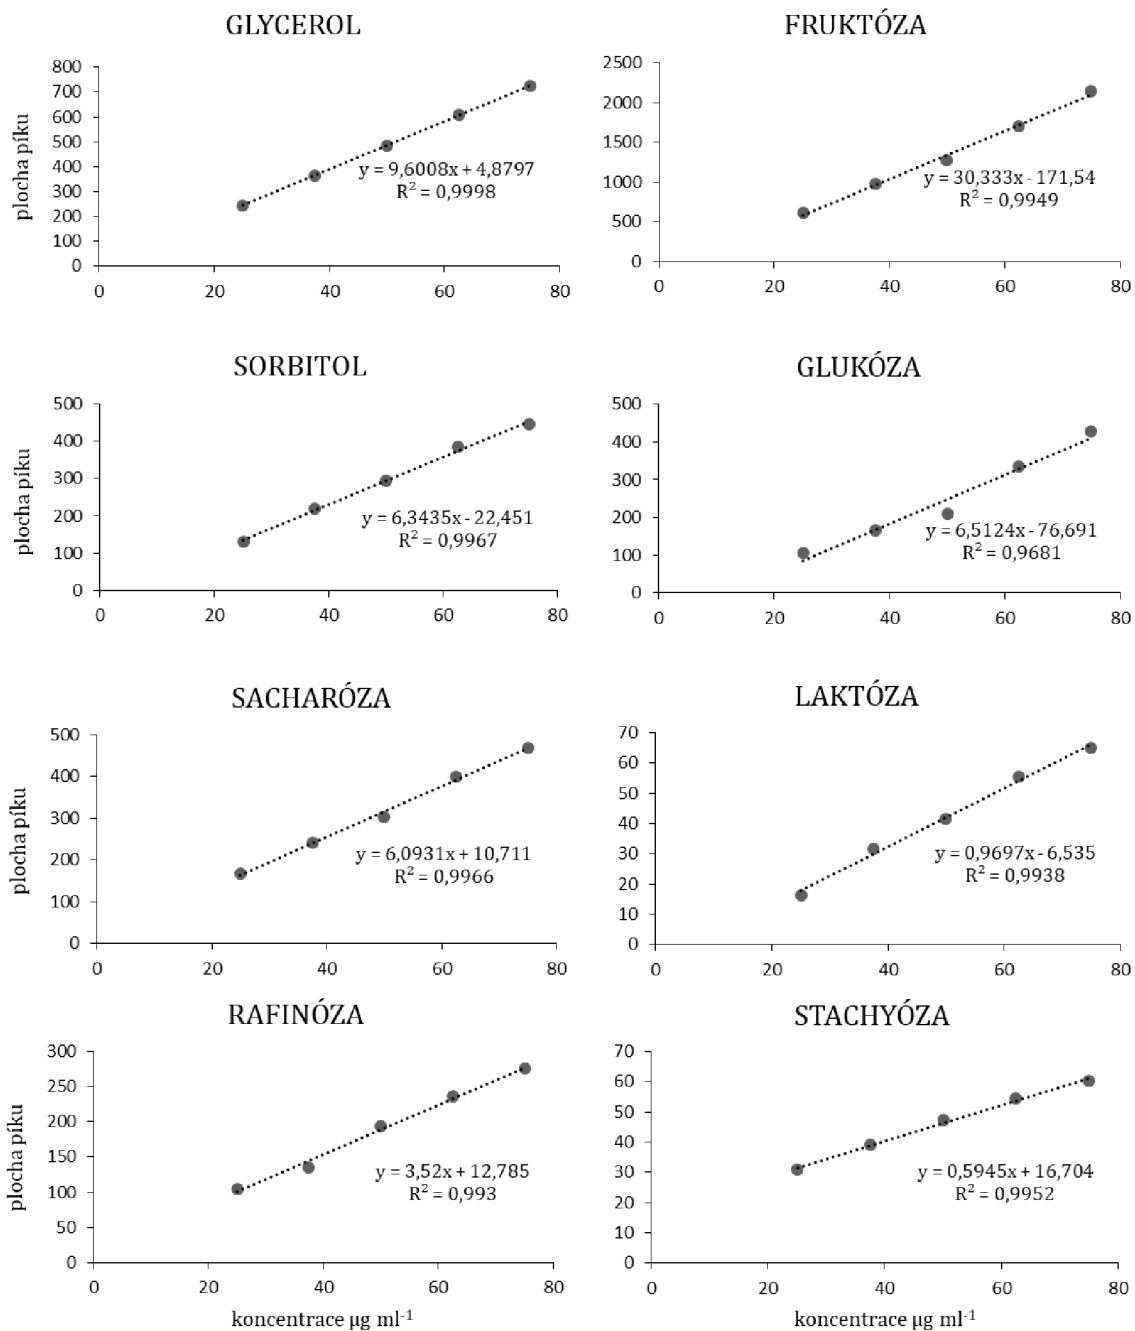 GLYCEROL
800
700
600
500
400
300
200
100
0
0 20 40 60 80
plocha píku
y = 9,6008x + 4,8797
R² = 0,9998
FRUKTÓZA
2500
2000
1500
1000
500
0
0 20 40 60 80
y = 30,333x - 171,54
R² = 0,9949
SORBITOL
500
400
300
200
100
0
0 20 40 60 80
plocha píku
y = 6,3435x - 22,451
R² = 0,9967
GLUKÓZA
500
400
300
200
100
0
0 20 40 60 80
y = 6,5124x - 76,691
R² = 0,9681
SACHARÓZA
500
400
300
200
100
0
0 20 40 60 80
plocha píku
y = 6,0931x + 10,711
R² = 0,9966
LAKTÓZA
70
60
50
40
30
20
10
0
0 20 40 60 80
y = 0,9697x - 6,535
R² = 0,9938
RAFINÓZA
300
250
200
150
100
50
0
0 20 40 60 80
plocha píku
y = 3,52x + 12,785
R² = 0,993
koncentrace µg ml⁻¹
STACHYÓZA
70
60
50
40
30
20
10
0
0 20 40 60 80
y = 0,5945x + 16,704
R² = 0,9952
koncentrace µg ml⁻¹